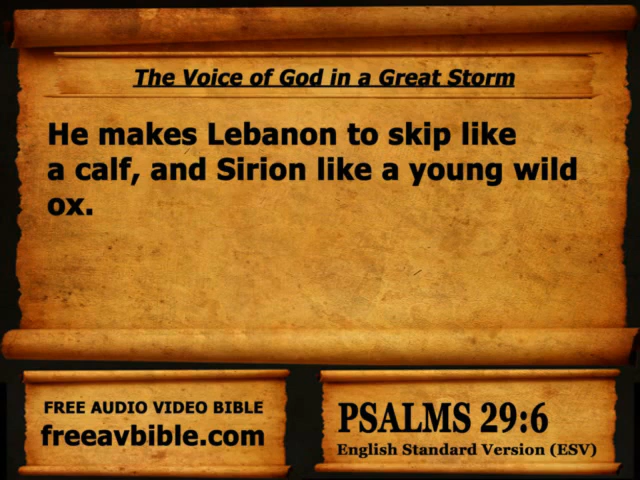 The Voice of God in a Great Storm
He makes Lebanon to skip like
a calf, and Sirion like a young wild
ox.
FREE AUDIO VIDEO BIBLE
freeavbible.com
PSALMS 29:6
English Standard Version (ESV)